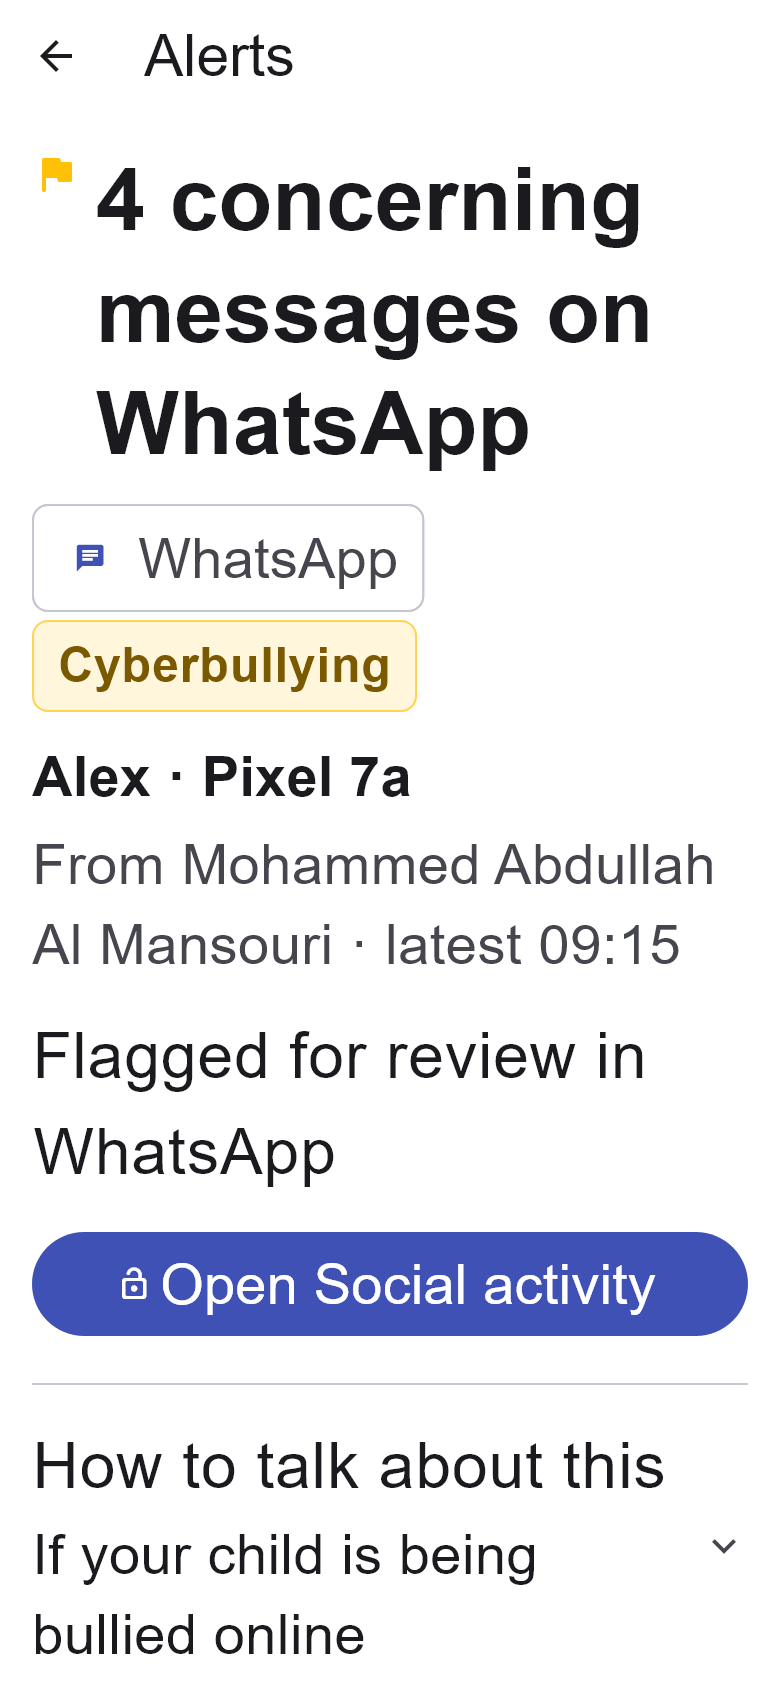 Alerts
4 concerning
messages on
WhatsApp
WhatsApp
Cyberbullying
Alex · Pixel 7a
From Mohammed Abdullah
Al Mansouri · latest 09:15
Flagged for review in
WhatsApp
Open Social activity
How to talk about this
If your child is being
bullied online